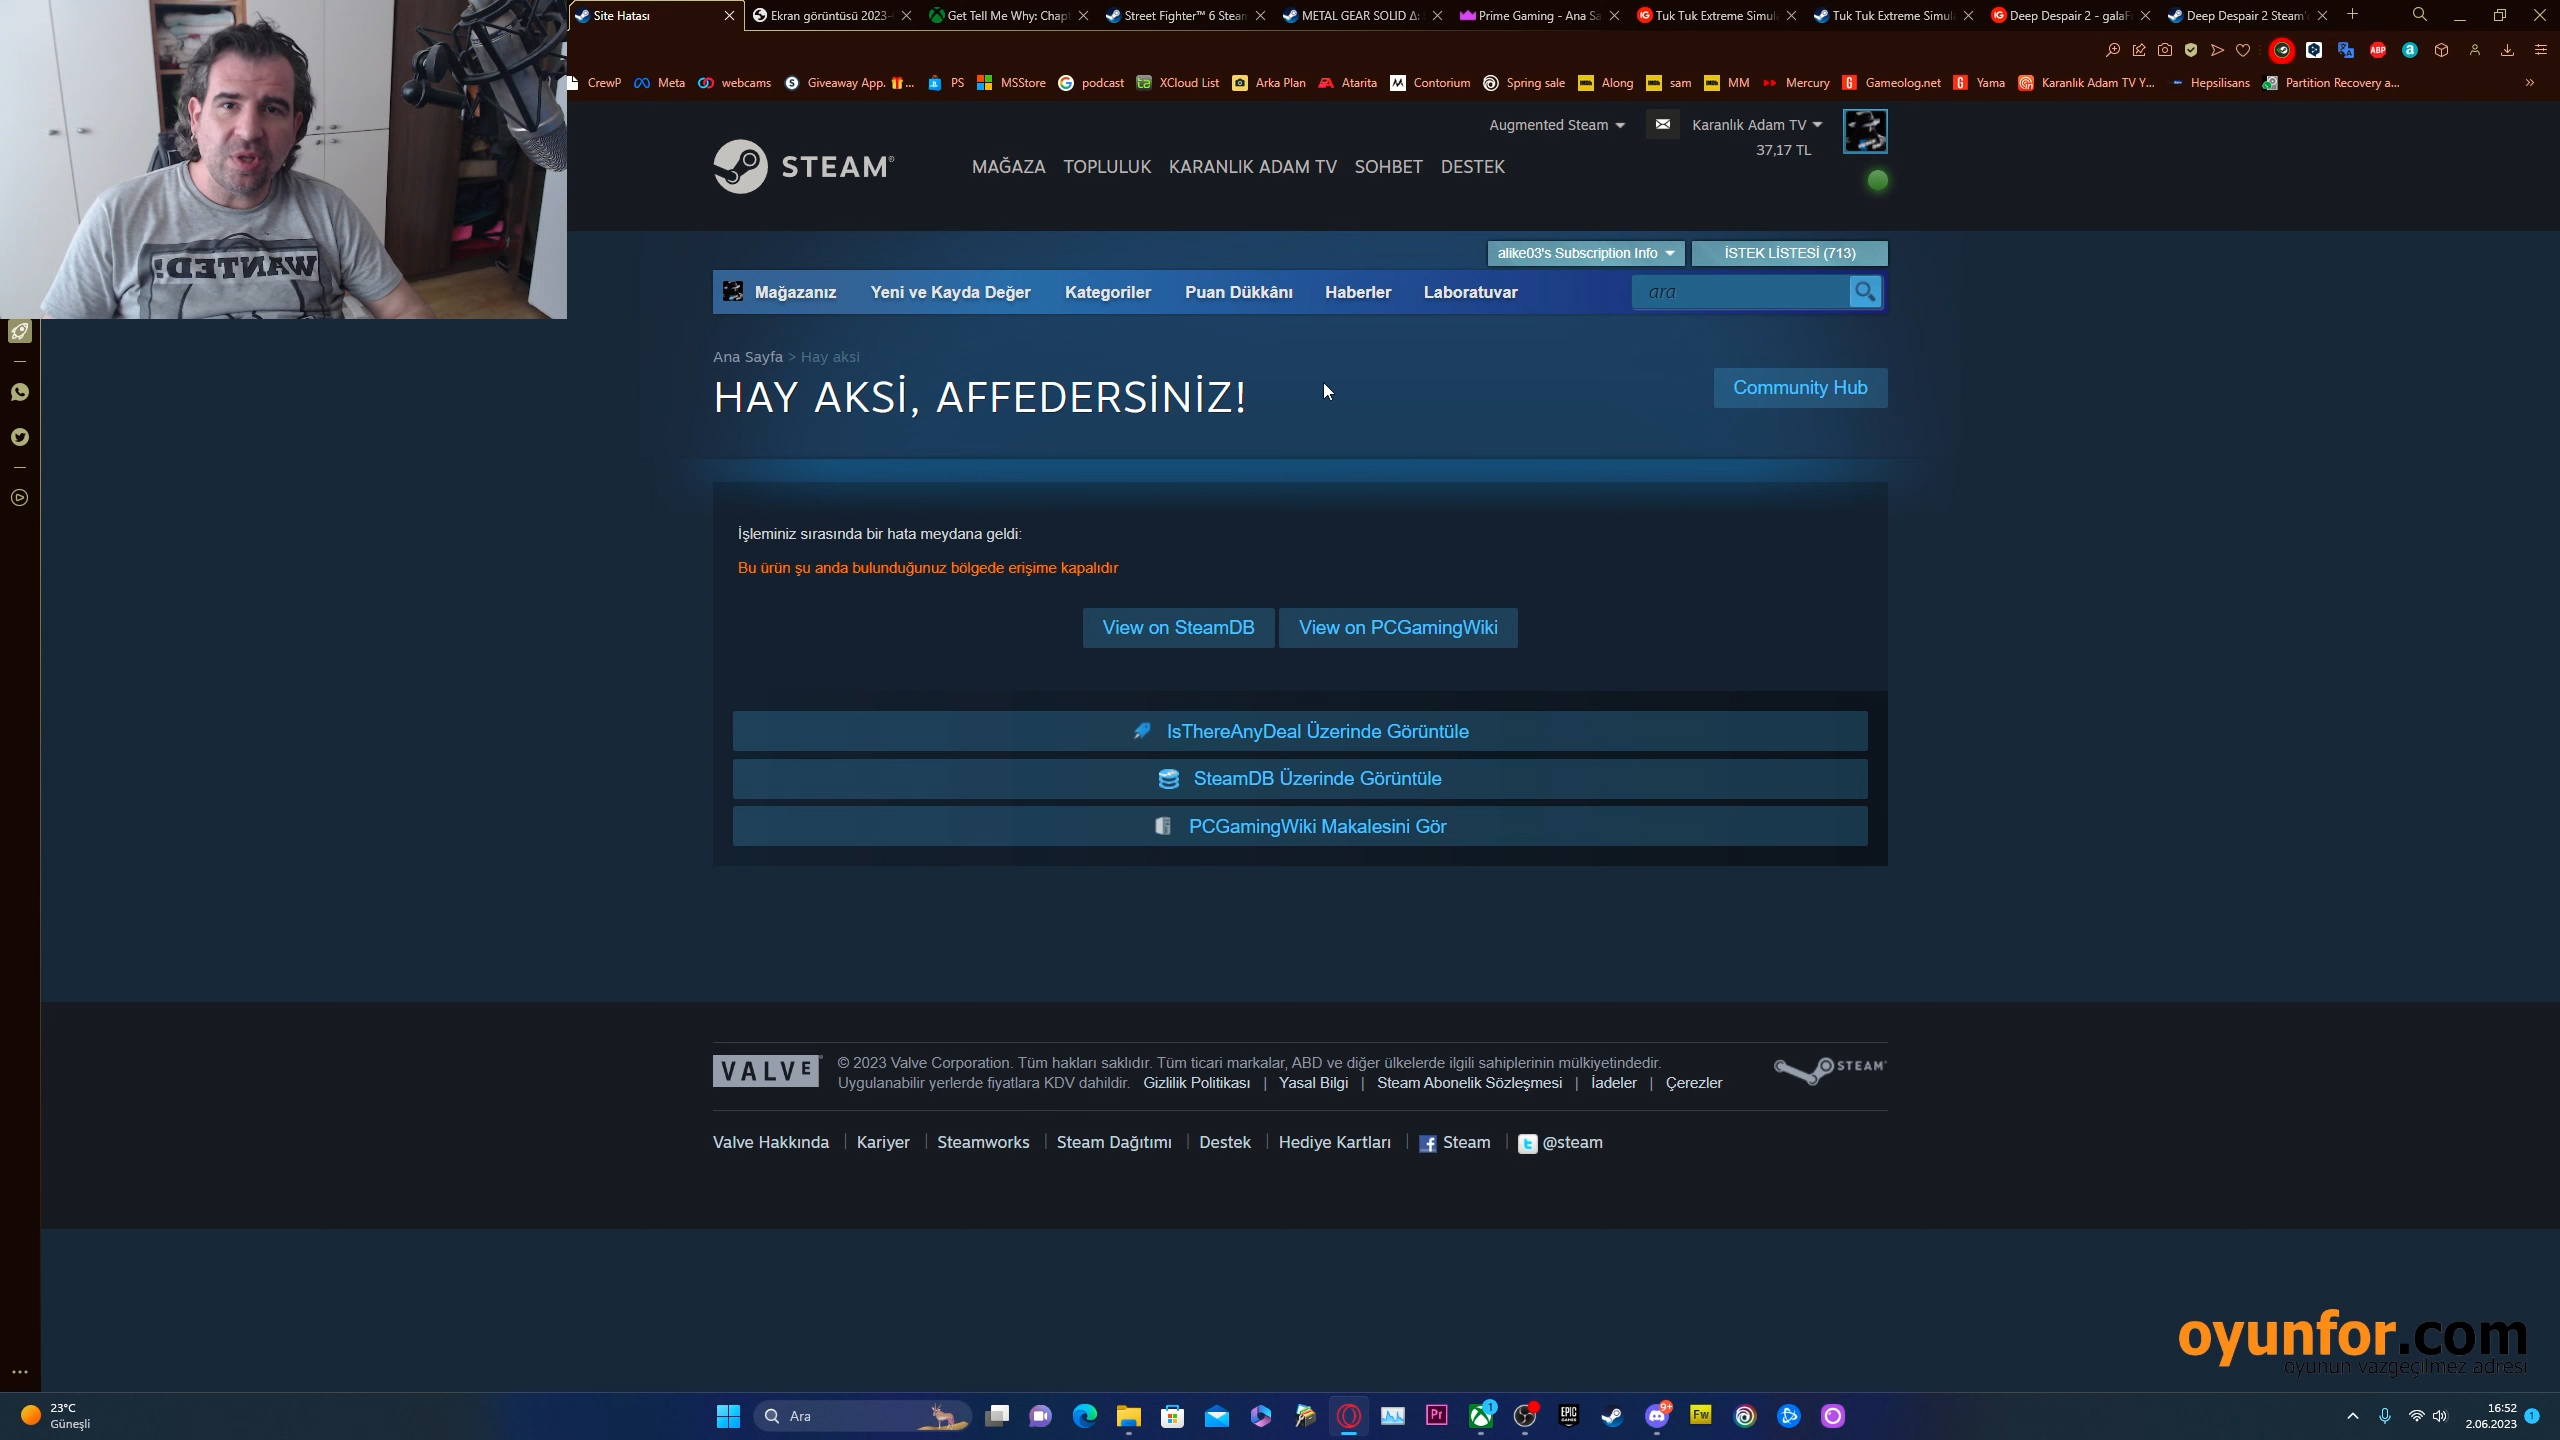 Site Hatası
Ekran görüntüsü 2023-
Get Tell Me Why: Chapt
Street Fighter™ 6 Steam
METAL GEAR SOLID Δ:
Prime Gaming - Ana Sa
Tuk Tuk Extreme Simul
Tuk Tuk Extreme Simul
Deep Despair 2 - galaF
Deep Despair 2 Steam'
ABP
CrewP
Meta
webcams
Giveaway App.
PS
MSStore
podcast
XCloud List
Arka Plan
Atarita
Contorium
Spring sale
Along
sam
MM
Mercury
Gameolog.net
Yama
Karanlık Adam TV Y...
Hepsilisans
Partition Recovery a...
WANTED!
Augmented Steam
Karanlık Adam TV
37,17 TL
STEAM®
MAĞAZA
TOPLULUK
KARANLIK ADAM TV
SOHBET
DESTEK
alike03's Subscription Info
İSTEK LİSTESİ (713)
Mağazanız
Yeni ve Kayda Değer
Kategoriler
Puan Dükkânı
Haberler
Laboratuvar
ara
Ana Sayfa > Hay aksi
HAY AKSİ, AFFEDERSİNİZ!
Community Hub
İşleminiz sırasında bir hata meydana geldi:
Bu ürün şu anda bulunduğunuz bölgede erişime kapalıdır
View on SteamDB
View on PCGamingWiki
IsThereAnyDeal Üzerinde Görüntüle
SteamDB Üzerinde Görüntüle
PCGamingWiki Makalesini Gör
VALVE
© 2023 Valve Corporation. Tüm hakları saklıdır. Tüm ticari markalar, ABD ve diğer ülkelerde ilgili sahiplerinin mülkiyetindedir.
Uygulanabilir yerlerde fiyatlara KDV dahildir. Gizlilik Politikası | Yasal Bilgi | Steam Abonelik Sözleşmesi | İadeler | Çerezler
STEAM
Valve Hakkında | Kariyer | Steamworks | Steam Dağıtımı | Destek | Hediye Kartları | Steam | @steam
oyunfor.com
oyunun vazgeçilmez adresi
23°C
Güneşli
Ara
Pr
1
EPIC
GAMES
9+
Fw
16:52
2.06.2023
1